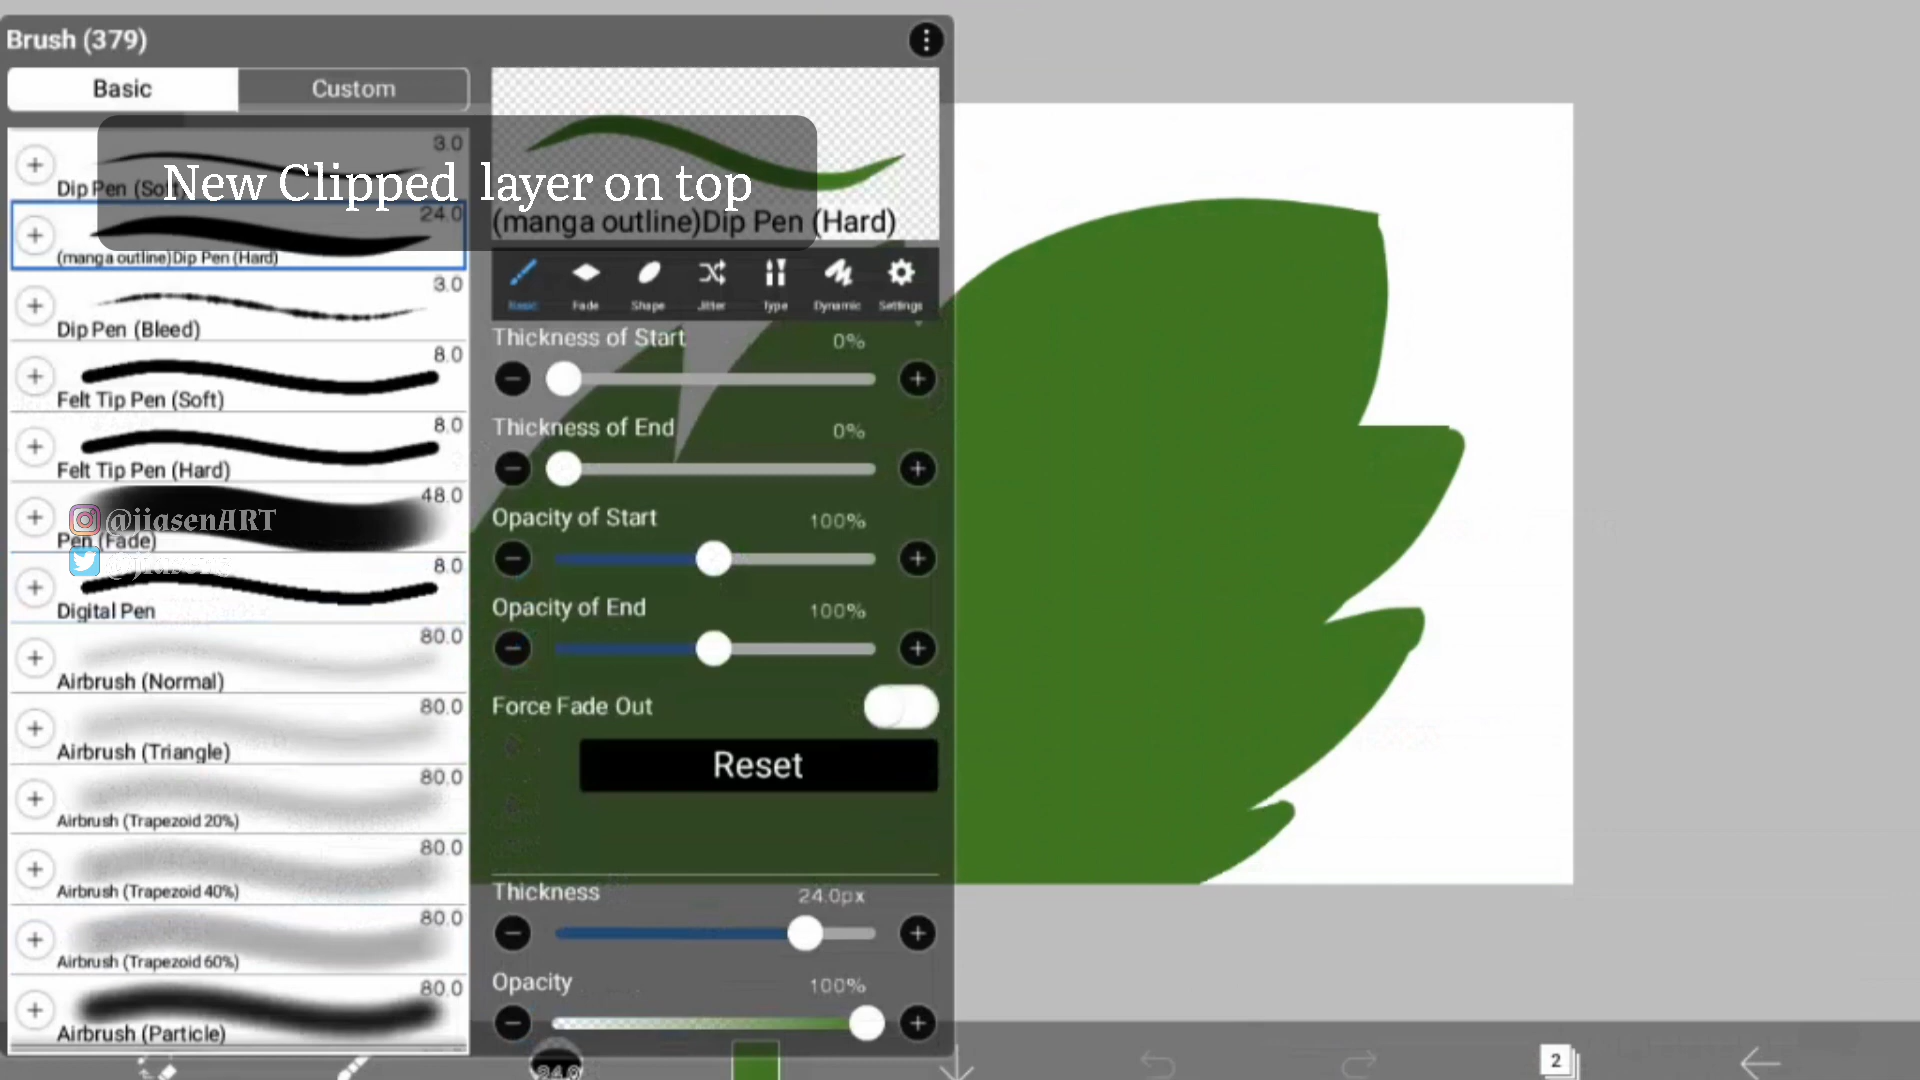 Brush (379)
Basic
Custom
3.0
Dip Pen (Soft
New Clipped layer on top
24.0
(manga outline)Dip Pen (Hard)
(manga outline)Dip Pen (Hard)
3.0
Dip Pen (Bleed)
Basic
Fade
Shape
Jitter
Type
Dynamic
Settings
8.0
Felt Tip Pen (Soft)
8.0
Felt Tip Pen (Hard)
48.0
@jiasenART
Pen (Fade)
8.0
Digital Pen
80.0
Airbrush (Normal)
80.0
Airbrush (Triangle)
80.0
Airbrush (Trapezoid 20%)
80.0
Airbrush (Trapezoid 40%)
80.0
Airbrush (Trapezoid 60%)
80.0
Airbrush (Particle)
Thickness of Start
0%
Thickness of End
0%
Opacity of Start
100%
Opacity of End
100%
Force Fade Out
Reset
Thickness
24.0px
Opacity
100%
24.0
2